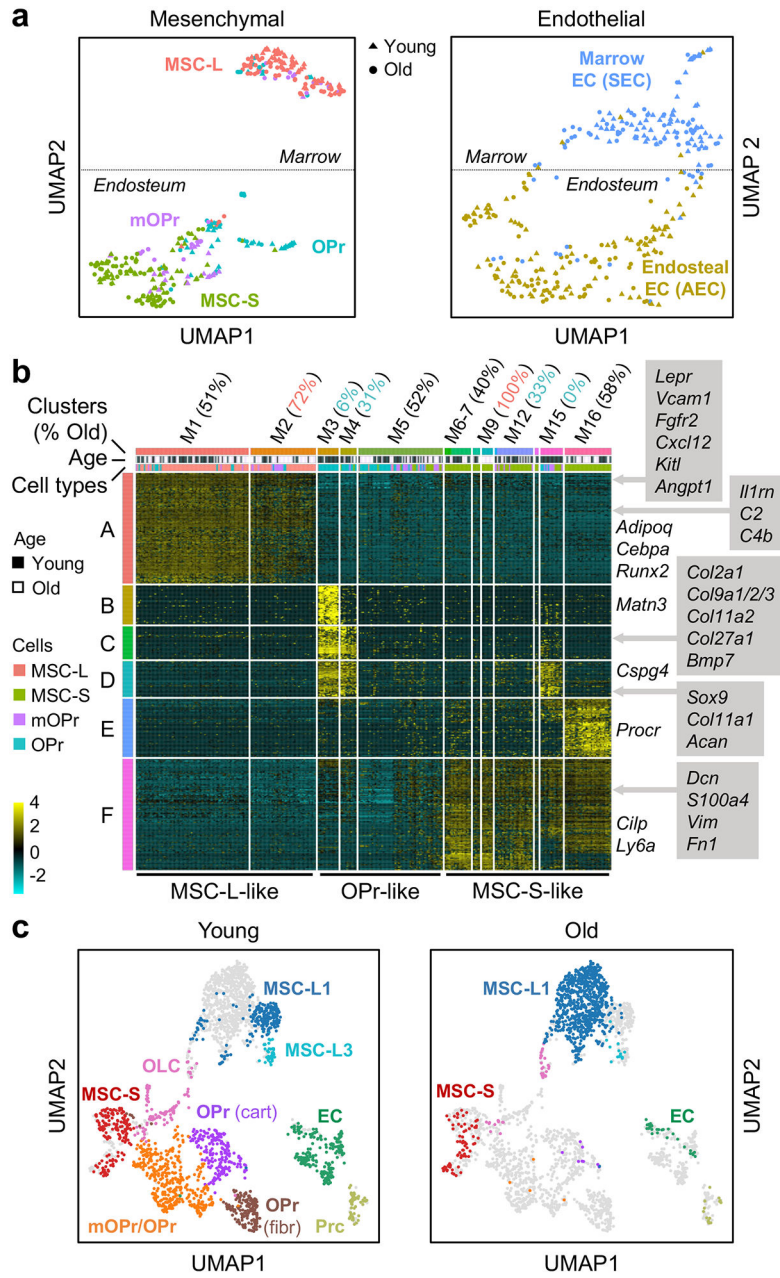 a
Mesenchymal
Endothelial
MSC-L
▲ Young
● Old
Marrow
EC (SEC)
Marrow
Endosteum
mOPr
OPr
MSC-S
Marrow
Endosteum
Endosteal
EC (AEC)
UMAP2
UMAP 2
UMAP1
UMAP1
b
Clusters
(% Old)
M1 (51%)
M2 (72%)
M3 (6%)
M4 (31%)
M5 (52%)
M6-7 (40%)
M9 (100%)
M12 (33%)
M15 (0%)
M16 (58%)
Age
Cell types
A
B
C
D
E
F
Age
Young
Old
Cells
MSC-L
MSC-S
mOPr
OPr
4
2
0
-2
Lepr
Vcam1
Fgfr2
Cxcl12
Kitl
Angpt1
Il1rn
C2
C4b
Adipoq
Cebpa
Runx2
Col2a1
Col9a1/2/3
Col11a2
Col27a1
Bmp7
Matn3
Cspg4
Sox9
Col11a1
Acan
Procr
Dcn
S100a4
Vim
Fn1
Cilp
Ly6a
MSC-L-like
OPr-like
MSC-S-like
c
Young
Old
MSC-L1
MSC-L3
OLC
MSC-S
OPr (cart)
EC
mOPr/OPr
OPr
(fibr)
Prc
MSC-L1
MSC-S
EC
UMAP2
UMAP2
UMAP1
UMAP1